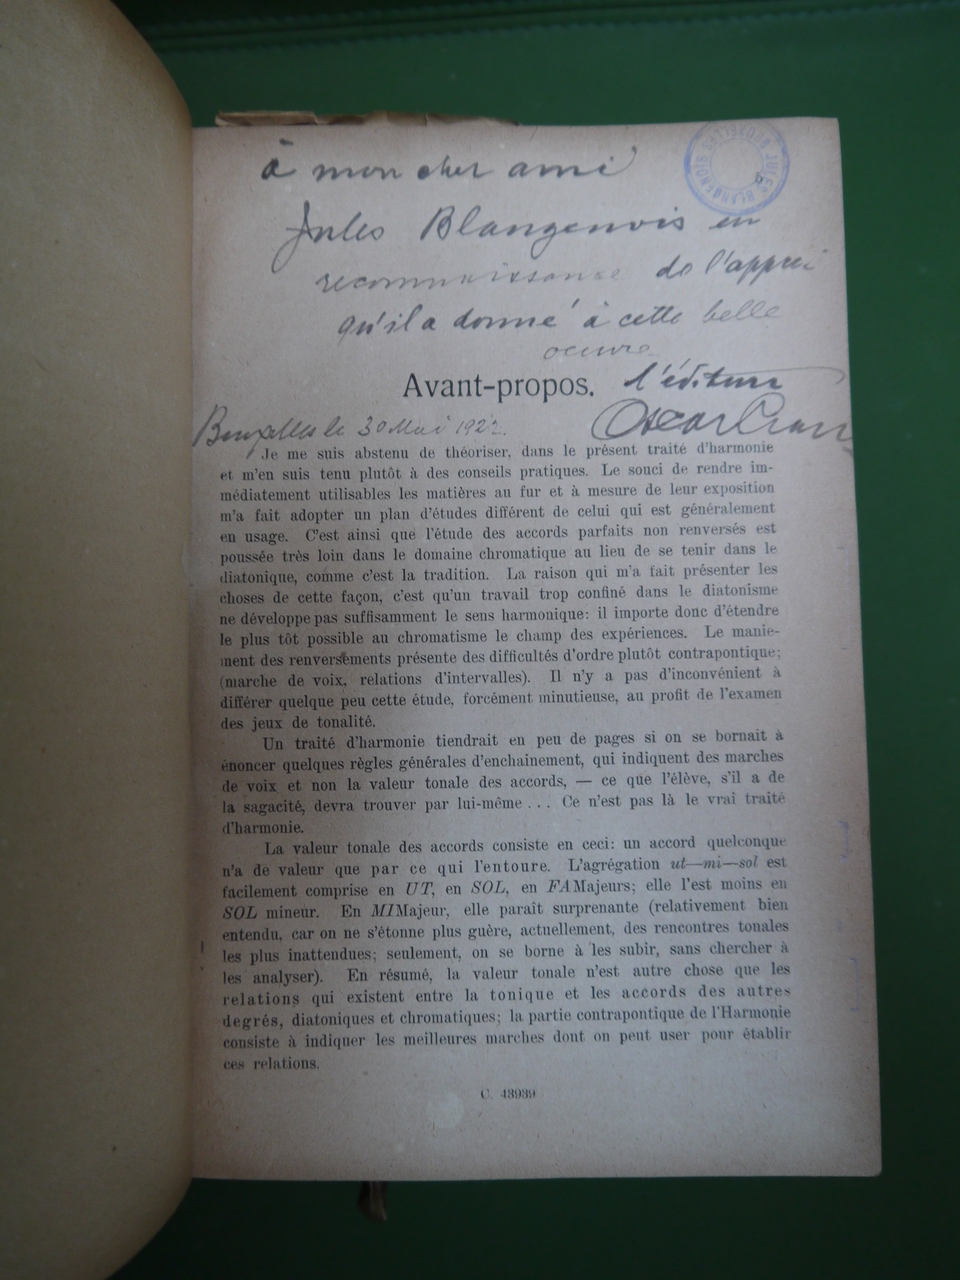 à mon cher ami
Jules Blangenois en
reconnaissance de l'appui
qu'il a donné à cette belle
oeuvre
l'éditeur
Avant-propos.
Oscar
Bruxelles le 30 Mai 1922.
JULES BLANGENOIS BRUXELLES
Je me suis abstenu de théoriser, dans le présent traité d'harmonie
et m'en suis tenu plutôt à des conseils pratiques. Le souci de rendre im-
médiatement utilisables les matières au fur et à mesure de leur exposition
m'a fait adopter un plan d'études différent de celui qui est généralement
en usage. C'est ainsi que l'étude des accords parfaits non renversés est
poussée très loin dans le domaine chromatique au lieu de se tenir dans le
diatonique, comme c'est la tradition. La raison qui m'a fait présenter les
choses de cette façon, c'est qu'un travail trop confiné dans le diatonisme
ne développe pas suffisamment le sens harmonique: il importe donc d'étendre
le plus tôt possible au chromatisme le champ des expériences. Le manie-
ment des renversements présente des difficultés d'ordre plutôt contrapontique;
(marche de voix, relations d'intervalles). Il n'y a pas d'inconvénient à
différer quelque peu cette étude, forcément minutieuse, au profit de l'examen
des jeux de tonalité.
Un traité d'harmonie tiendrait en peu de pages si on se bornait à
énoncer quelques règles générales d'enchainement, qui indiquent des marches
de voix et non la valeur tonale des accords, — ce que l'élève, s'il a de
la sagacité, devra trouver par lui-même . . . Ce n'est pas là le vrai traité
d'harmonie.
La valeur tonale des accords consiste en ceci: un accord quelconque
n'a de valeur que par ce qui l'entoure. L'agrégation ut—mi—sol est
facilement comprise en UT, en SOL, en FA Majeurs; elle l'est moins en
SOL mineur. En MI Majeur, elle paraît surprenante (relativement bien
entendu, car on ne s'étonne plus guère, actuellement, des rencontres tonales
les plus inattendues; seulement, on se borne à les subir, sans chercher à
les analyser). En résumé, la valeur tonale n'est autre chose que les
relations qui existent entre la tonique et les accords des autres
degrés, diatoniques et chromatiques; la partie contrapontique de l'Harmonie
consiste à indiquer les meilleures marches dont on peut user pour établir
ces relations.
C. 43939